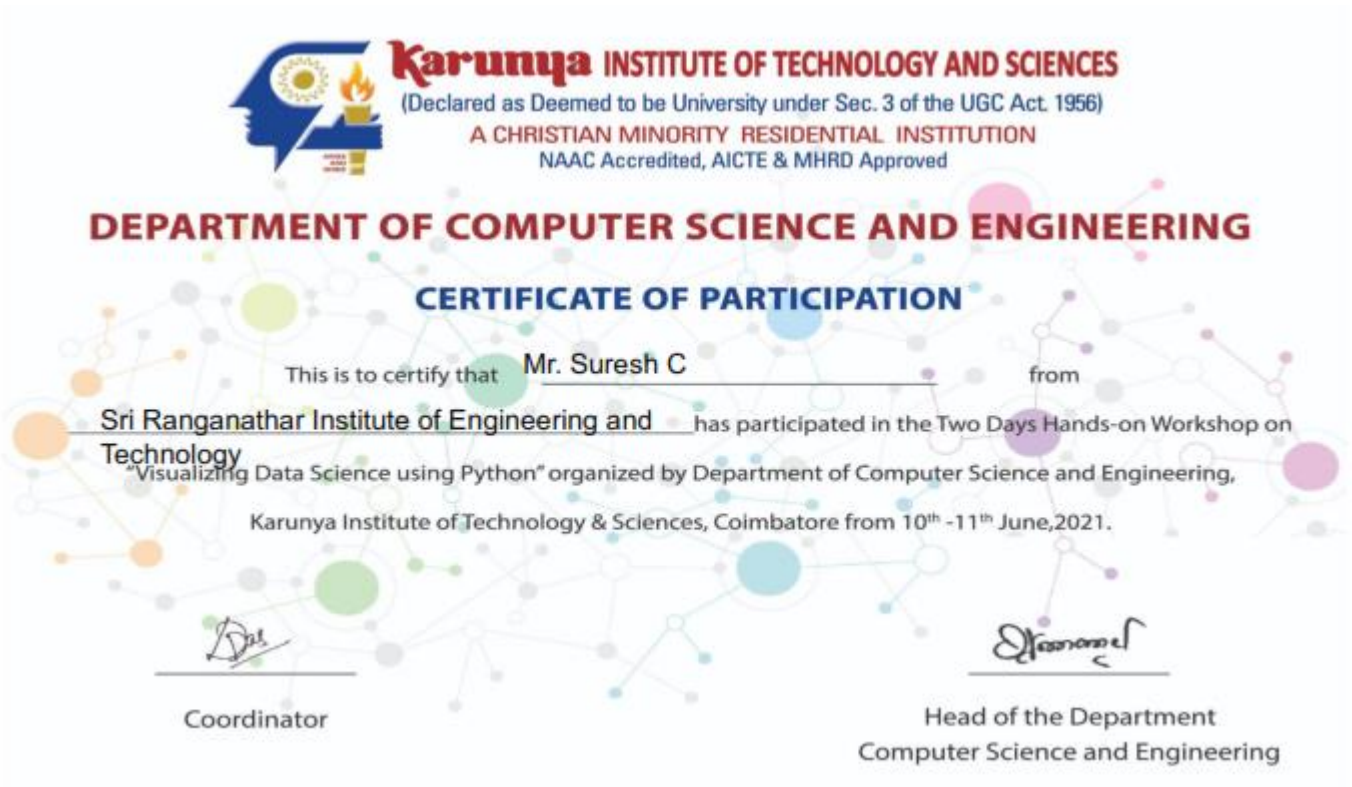 Karunya INSTITUTE OF TECHNOLOGY AND SCIENCES
(Declared as Deemed to be University under Sec. 3 of the UGC Act. 1956)
A CHRISTIAN MINORITY RESIDENTIAL INSTITUTION
NAAC Accredited, AICTE & MHRD Approved
DEPARTMENT OF COMPUTER SCIENCE AND ENGINEERING
CERTIFICATE OF PARTICIPATION
This is to certify that Mr. Suresh C from
Sri Ranganathar Institute of Engineering and has participated in the Two Days Hands-on Workshop on
Technology
"Visualizing Data Science using Python" organized by Department of Computer Science and Engineering,
Karunya Institute of Technology & Sciences, Coimbatore from 10th -11th June,2021.
Coordinator
Head of the Department
Computer Science and Engineering